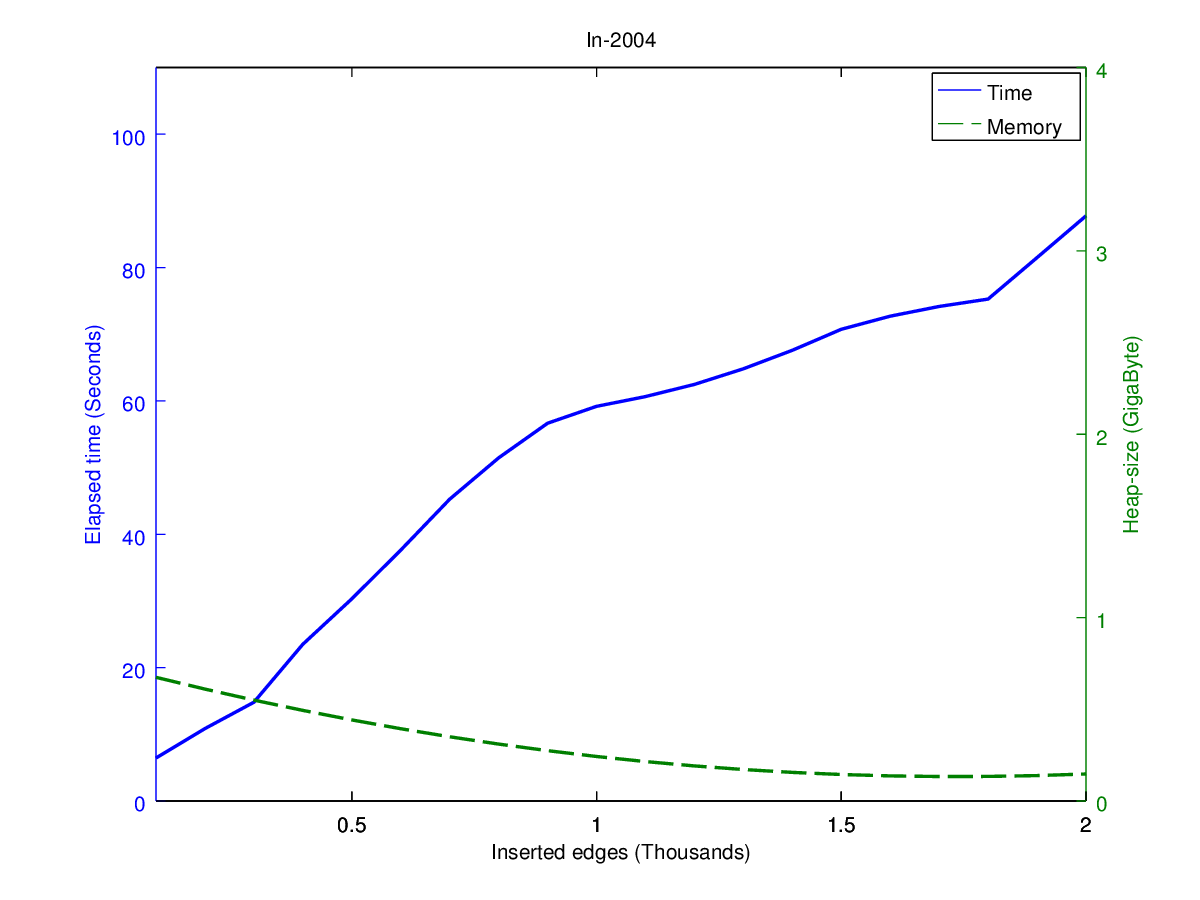 In-2004
Time
Memory
100
80
60
40
20
0
Elapsed time (Seconds)
4
3
2
1
0
Heap-size (GigaByte)
0.5
1
1.5
2
Inserted edges (Thousands)